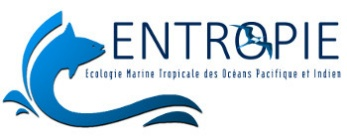 ENTROPIE
Ecologie Marine Tropicale des Océans Pacifique et Indien